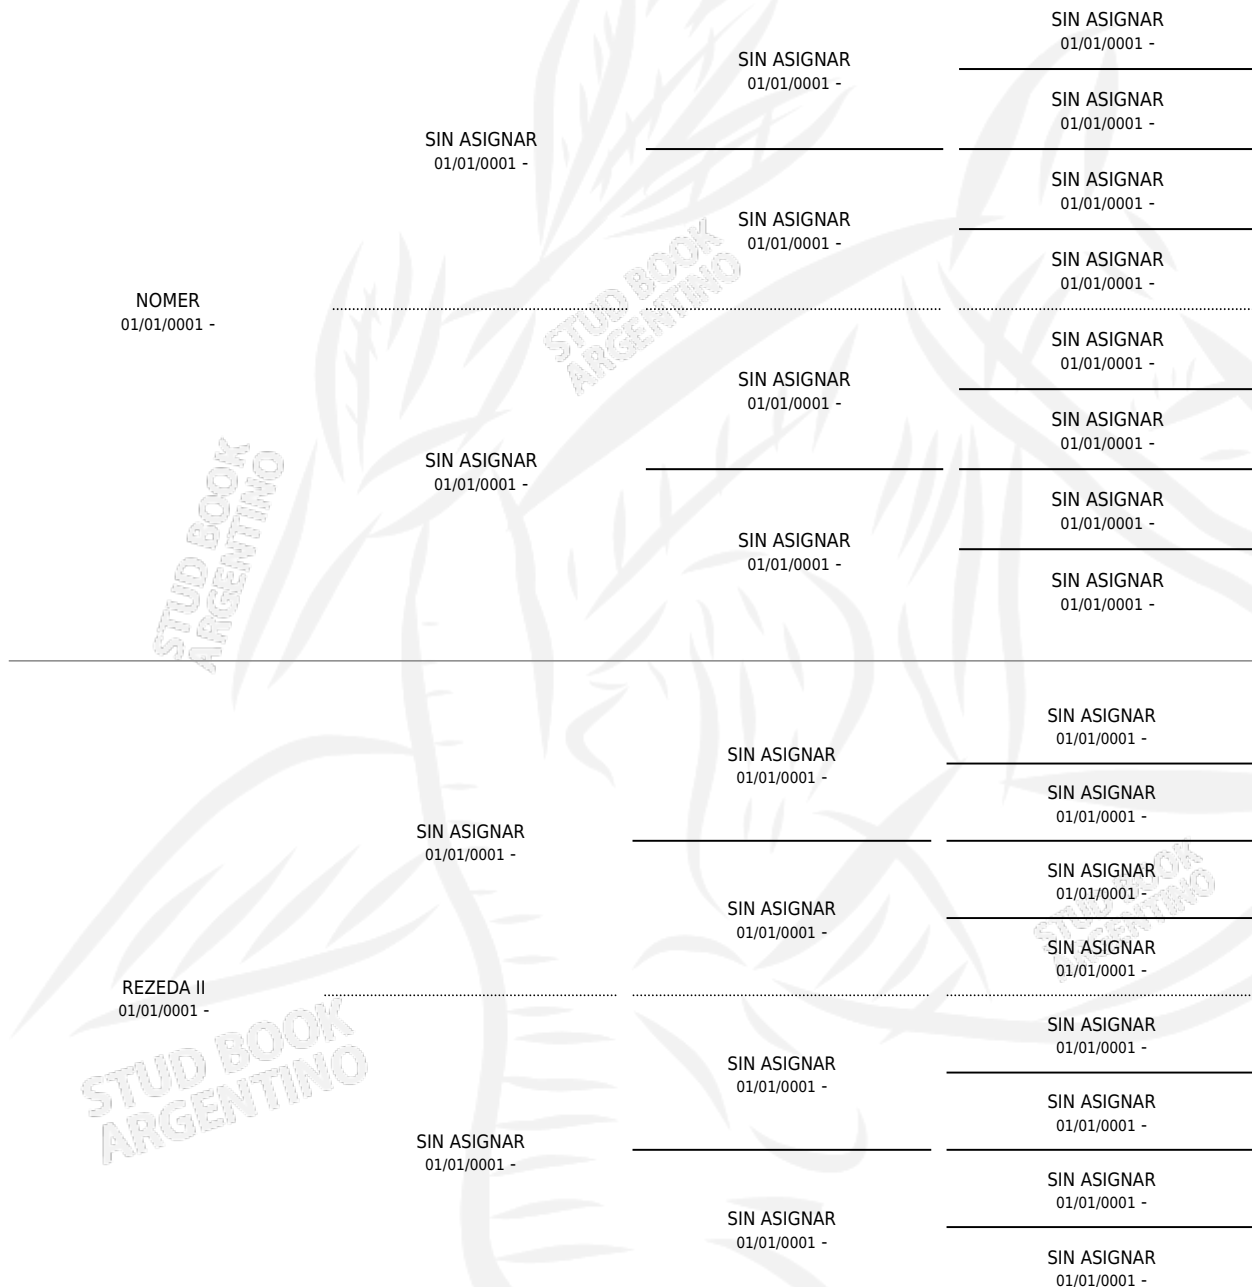 SIN ASIGNAR
01/01/0001 -
SIN ASIGNAR
01/01/0001 -
SIN ASIGNAR
01/01/0001 -
SIN ASIGNAR
01/01/0001 -
SIN ASIGNAR
01/01/0001 -
SIN ASIGNAR
01/01/0001 -
SIN ASIGNAR
01/01/0001 -
STUD BOOK
ARGENTINO
NOMER
01/01/0001 -
SIN ASIGNAR
01/01/0001 -
SIN ASIGNAR
01/01/0001 -
SIN ASIGNAR
01/01/0001 -
SIN ASIGNAR
01/01/0001 -
SIN ASIGNAR
01/01/0001 -
SIN ASIGNAR
01/01/0001 -
SIN ASIGNAR
01/01/0001 -
STUD BOOK
ARGENTINO
SIN ASIGNAR
01/01/0001 -
SIN ASIGNAR
01/01/0001 -
SIN ASIGNAR
01/01/0001 -
SIN ASIGNAR
01/01/0001 -
SIN ASIGNAR
01/01/0001 -
SIN ASIGNAR
01/01/0001 -
SIN ASIGNAR
01/01/0001 -
STUD BOOK
ARGENTINO
REZEDA II
01/01/0001 -
SIN ASIGNAR
01/01/0001 -
SIN ASIGNAR
01/01/0001 -
SIN ASIGNAR
01/01/0001 -
STUD BOOK
ARGENTINO
SIN ASIGNAR
01/01/0001 -
SIN ASIGNAR
01/01/0001 -
SIN ASIGNAR
01/01/0001 -
SIN ASIGNAR
01/01/0001 -